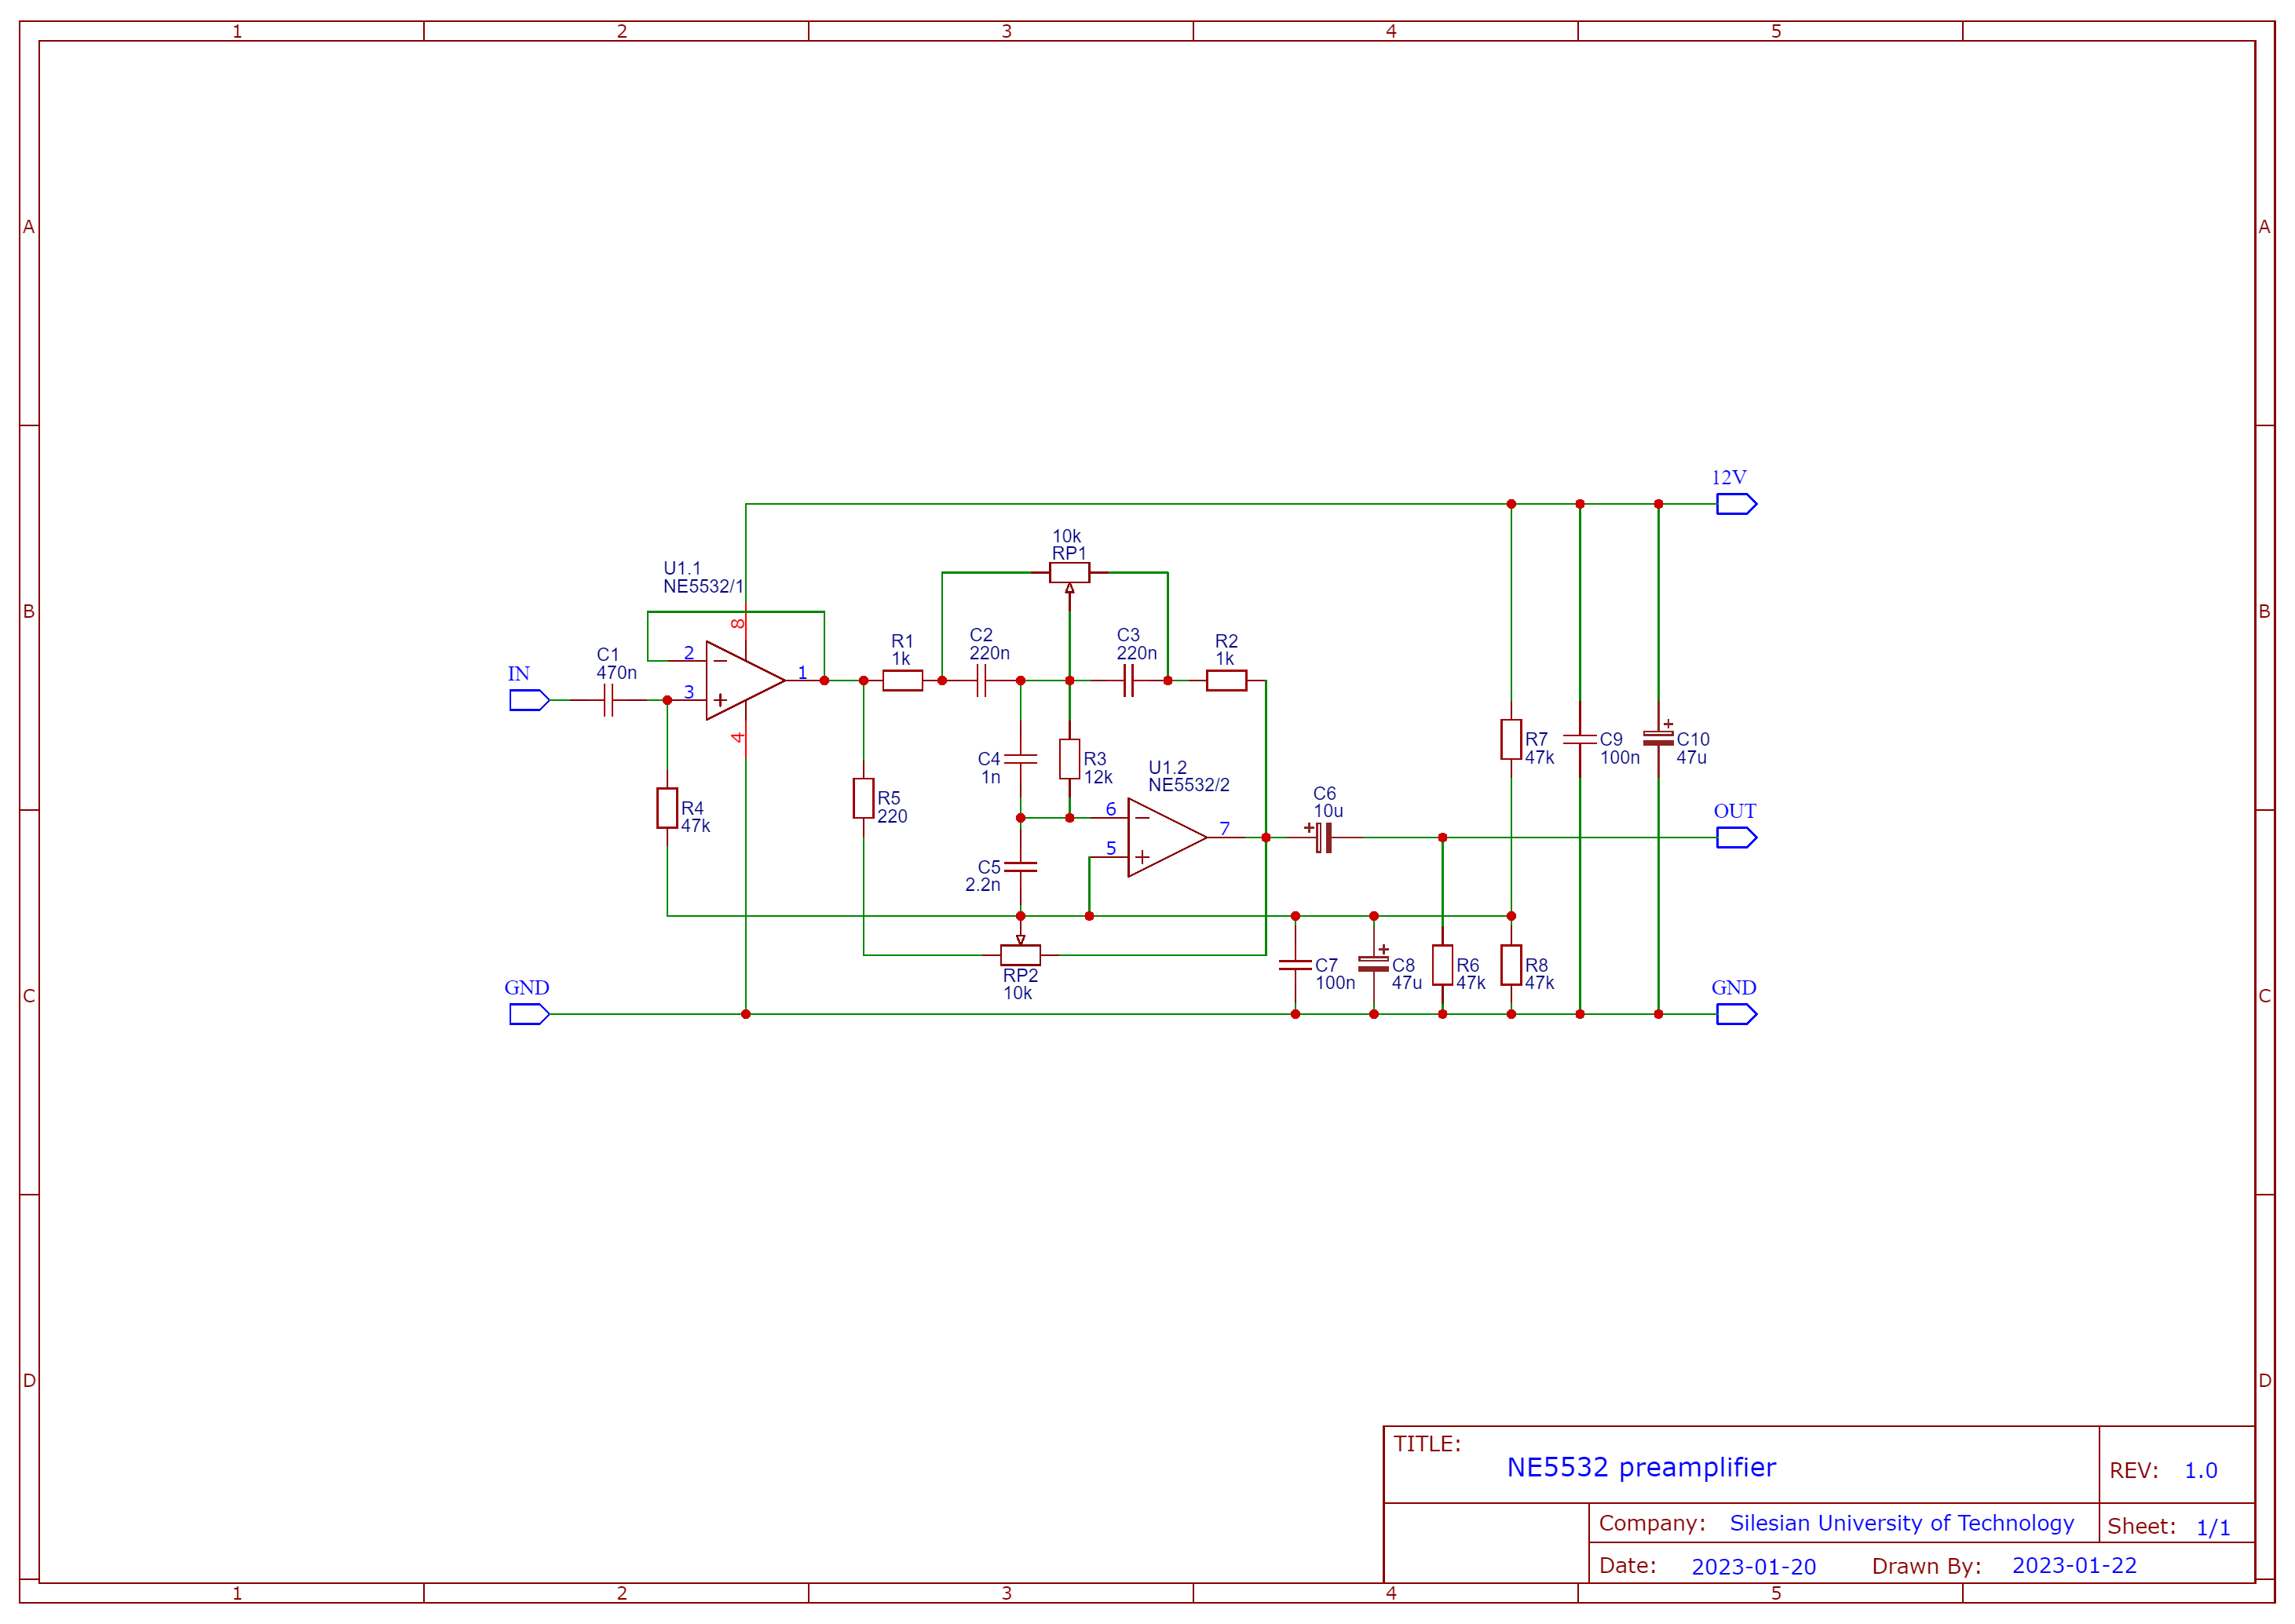 1 2 3 4 5
A A
12V
10k
RP1
U1.1
NE5532/1
B B
8
R1
1k
C2
220n
C3
220n
R2
1k
C1
470n
IN
2
1
3
4
R7
47k
C9
100n
C10
47u
C4
1n
R3
12k
U1.2
NE5532/2
R5
220
R4
47k
6
C6
10u
OUT
7
5
C5
2.2n
RP2
10k
C7
100n
C8
47u
R6
47k
R8
47k
GND GND
C C
D D
TITLE:
NE5532 preamplifier
REV: 1.0
Company: Silesian University of Technology
Sheet: 1/1
Date: 2023-01-20 Drawn By: 2023-01-22
1 2 3 4 5